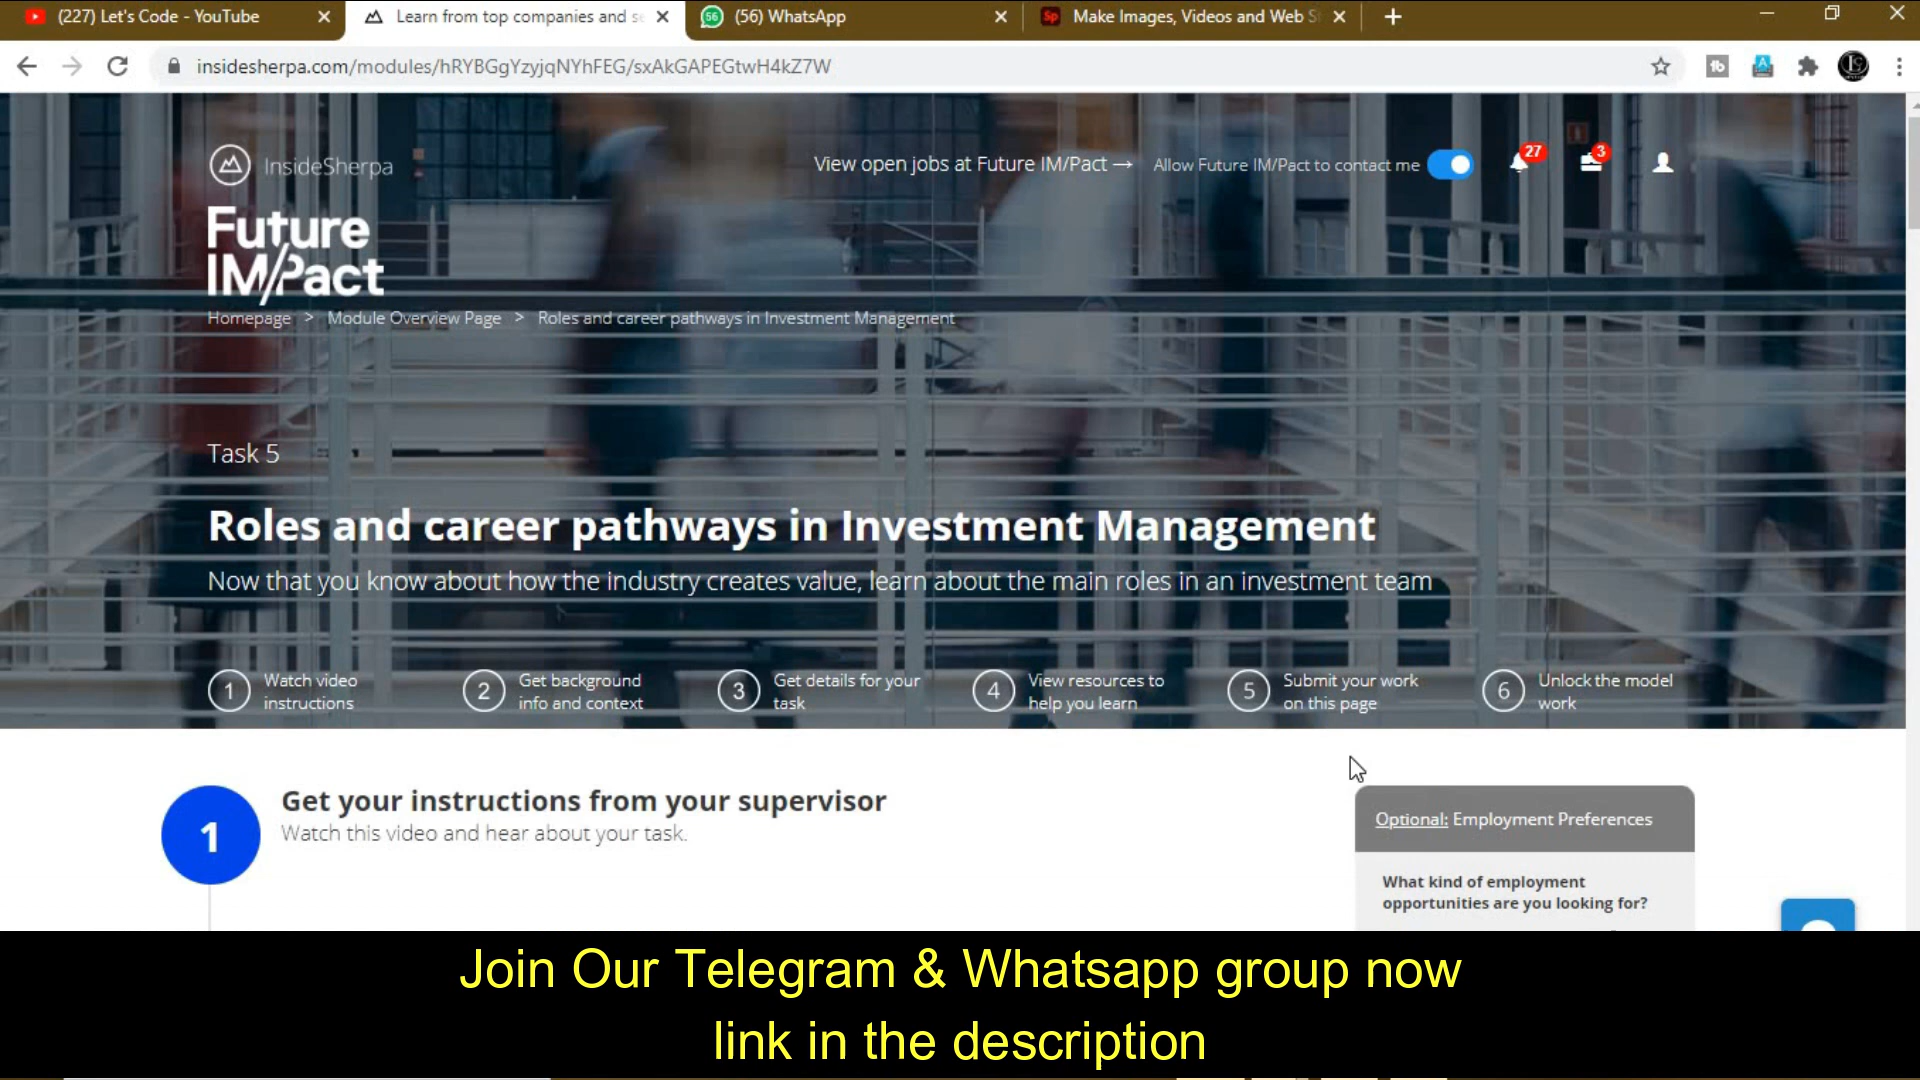 (227) Let's Code - YouTube
Learn from top companies and se
(56) WhatsApp
Make Images, Videos and Web S
insidesherpa.com/modules/hRYBGgYzyjqNYhFEG/sxAkGAPEGtwH4kZ7W
InsideSherpa
View open jobs at Future IM/Pact →
Allow Future IM/Pact to contact me
27
3
Future
IM/Pact
Homepage > Module Overview Page > Roles and career pathways in Investment Management
Task 5
Roles and career pathways in Investment Management
Now that you know about how the industry creates value, learn about the main roles in an investment team
1 Watch video instructions
2 Get background info and context
3 Get details for your task
4 View resources to help you learn
5 Submit your work on this page
6 Unlock the model work
1
Get your instructions from your supervisor
Watch this video and hear about your task.
Optional: Employment Preferences
What kind of employment
opportunities are you looking for?
Join Our Telegram & Whatsapp group now
link in the description